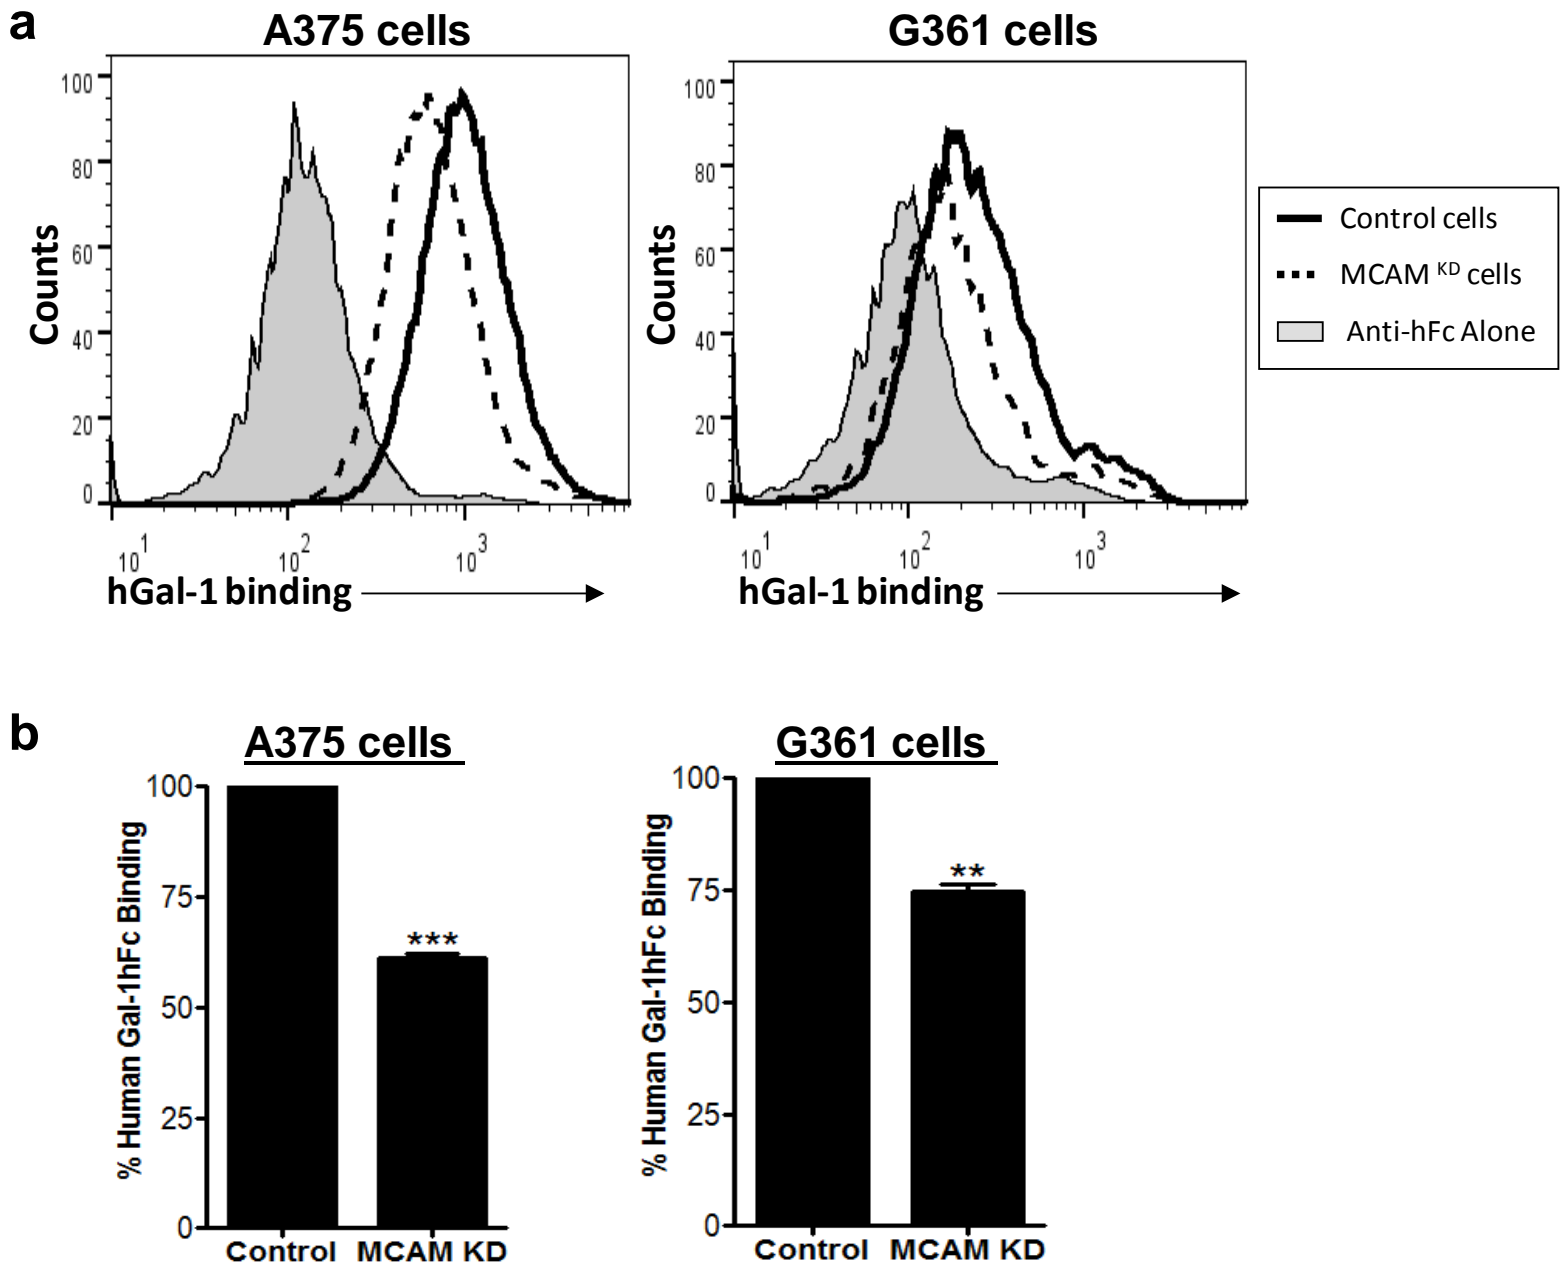 a
A375 cells
G361 cells
100
80
60
40
20
0
Counts
10^1
10^2
10^3
hGal-1 binding
100
80
60
40
20
0
Counts
10^1
10^2
10^3
hGal-1 binding
Control cells
MCAM KD cells
Anti-hFc Alone
b
A375 cells
G361 cells
100
75
50
25
0
% Human Gal-1hFc Binding
***
Control
MCAM KD
100
75
50
25
0
% Human Gal-1hFc Binding
**
Control
MCAM KD